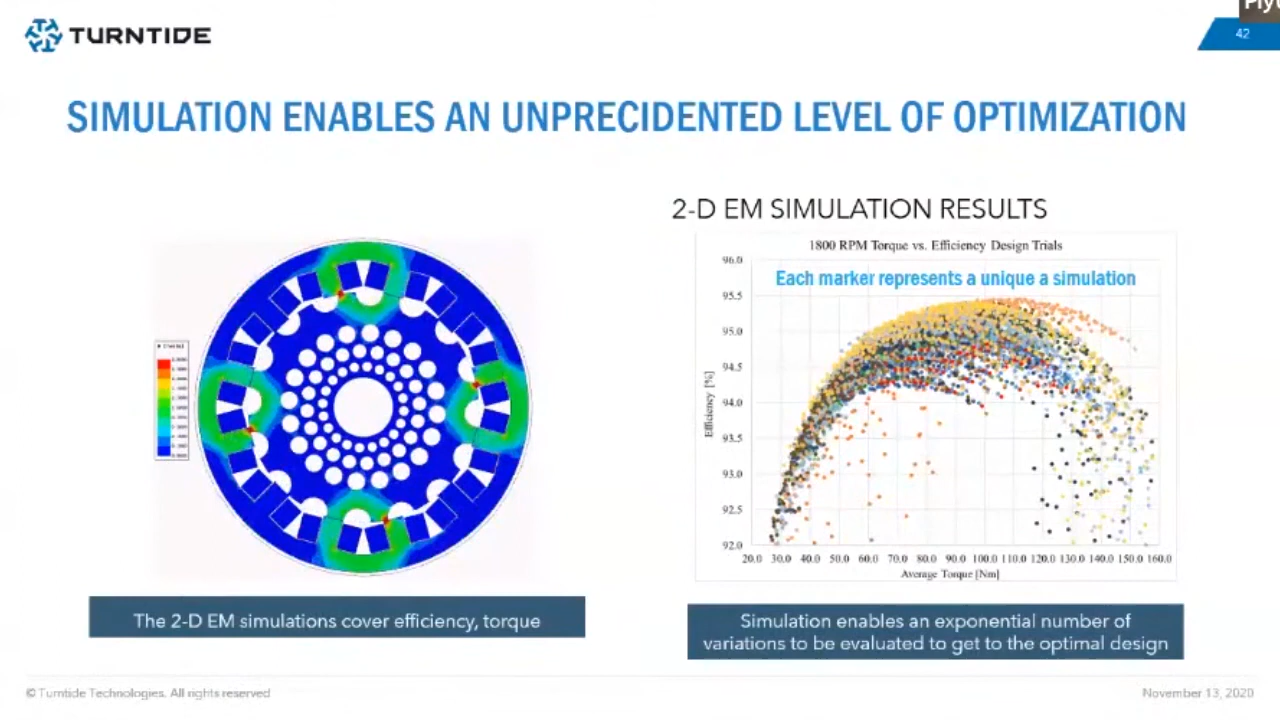 TURNTIDE
42
SIMULATION ENABLES AN UNPRECIDENTED LEVEL OF OPTIMIZATION
2-D EM SIMULATION RESULTS
1800 RPM Torque vs. Efficiency Design Trials
Each marker represents a unique a simulation
96.0
95.5
95.0
94.5
94.0
93.5
93.0
92.5
92.0
Efficiency [%]
20.0 30.0 40.0 50.0 60.0 70.0 80.0 90.0 100.0 110.0 120.0 130.0 140.0 150.0 160.0
Average Torque [Nm]
The 2-D EM simulations cover efficiency, torque
Simulation enables an exponential number of
variations to be evaluated to get to the optimal design
© Turntide Technologies. All rights reserved
November 13, 2020